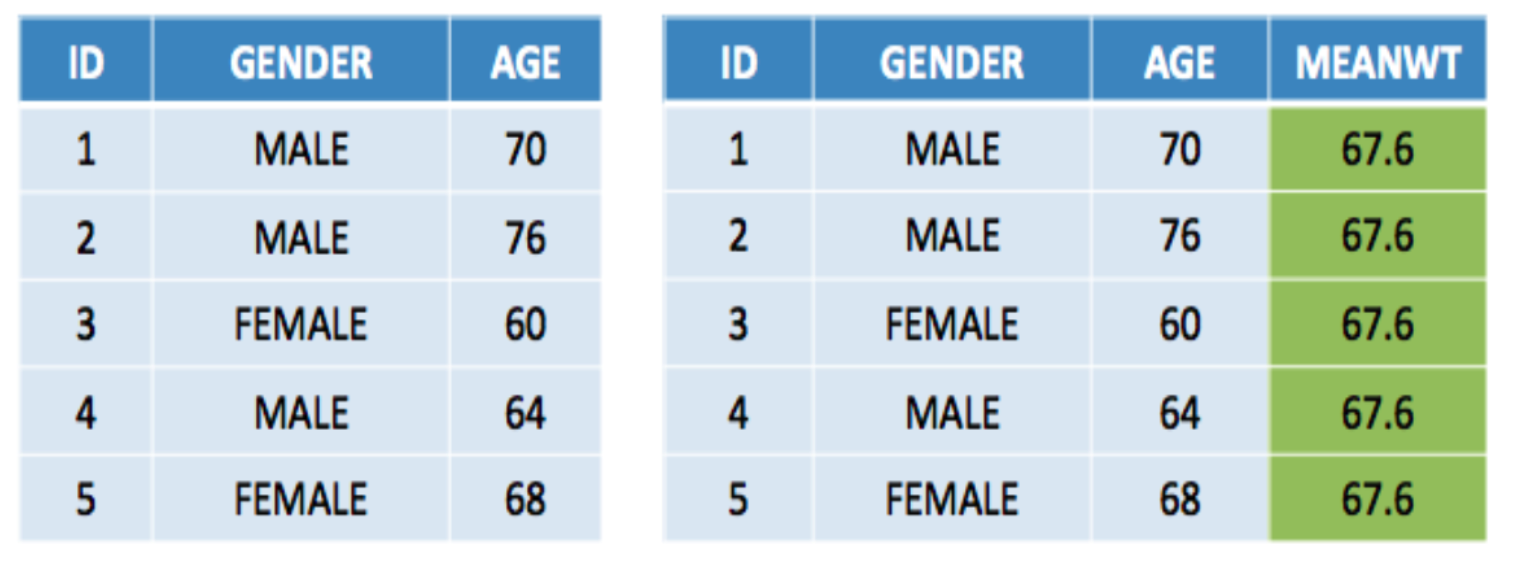 ID GENDER AGE
1 MALE 70
2 MALE 76
3 FEMALE 60
4 MALE 64
5 FEMALE 68
ID GENDER AGE MEANWT
1 MALE 70 67.6
2 MALE 76 67.6
3 FEMALE 60 67.6
4 MALE 64 67.6
5 FEMALE 68 67.6